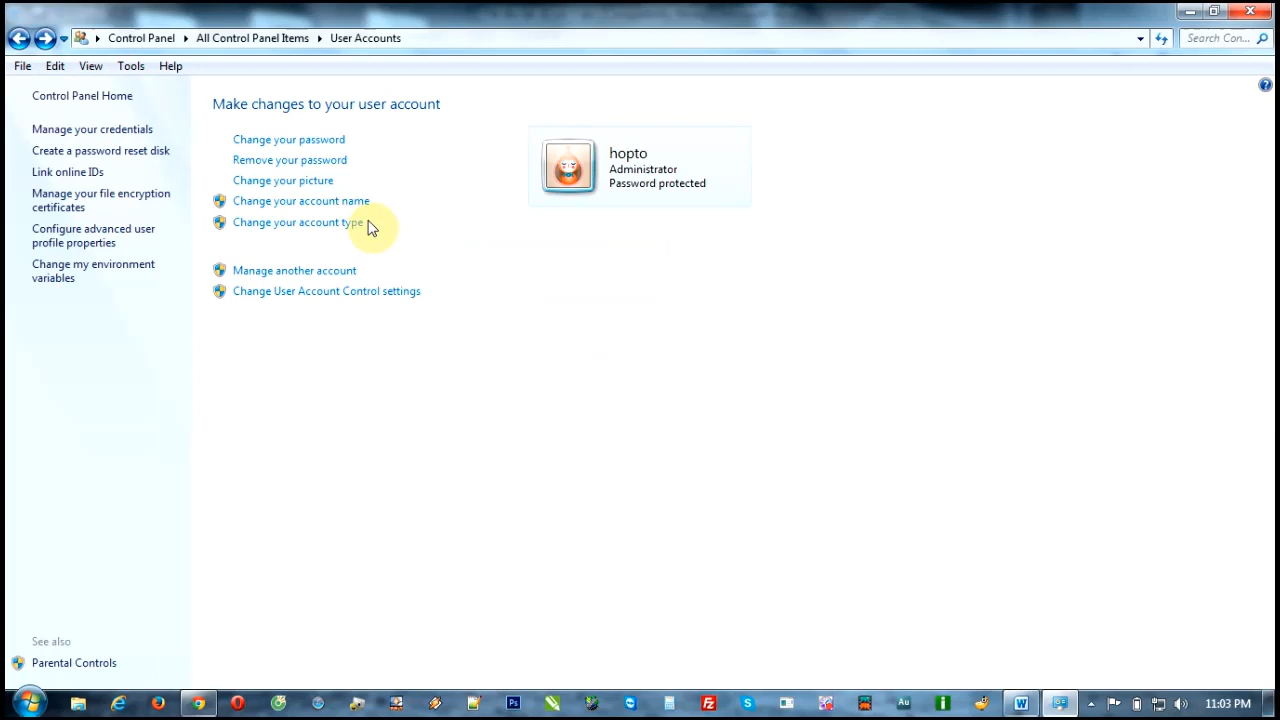 Control Panel All Control Panel Items User Accounts Search Con...
File Edit View Tools Help
Control Panel Home
Manage your credentials
Create a password reset disk
Link online IDs
Manage your file encryption
certificates
Configure advanced user
profile properties
Change my environment
variables
See also
Parental Controls
Make changes to your user account
Change your password
Remove your password
Change your picture
Change your account name
Change your account type
Manage another account
Change User Account Control settings
hopto
Administrator
Password protected
11:03 PM